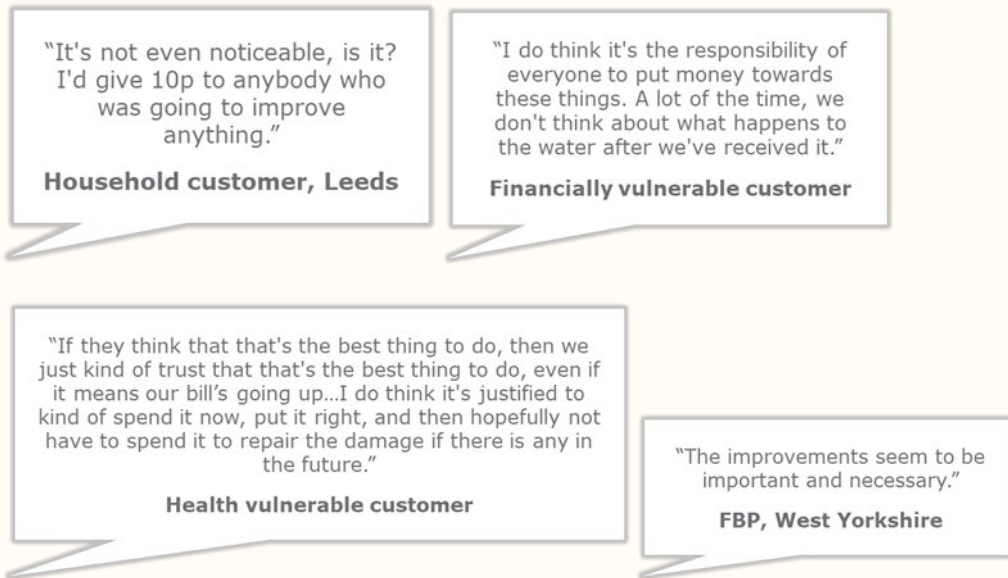 “It's not even noticeable, is it?
I'd give 10p to anybody who
was going to improve
anything.”
Household customer, Leeds
“I do think it's the responsibility of
everyone to put money towards
these things. A lot of the time, we
don't think about what happens to
the water after we've received it.”
Financially vulnerable customer
“If they think that that's the best thing to do, then we
just kind of trust that that's the best thing to do, even if
it means our bill’s going up…I do think it's justified to
kind of spend it now, put it right, and then hopefully not
have to spend it to repair the damage if there is any in
the future.”
Health vulnerable customer
“The improvements seem to be
important and necessary.”
FBP, West Yorkshire